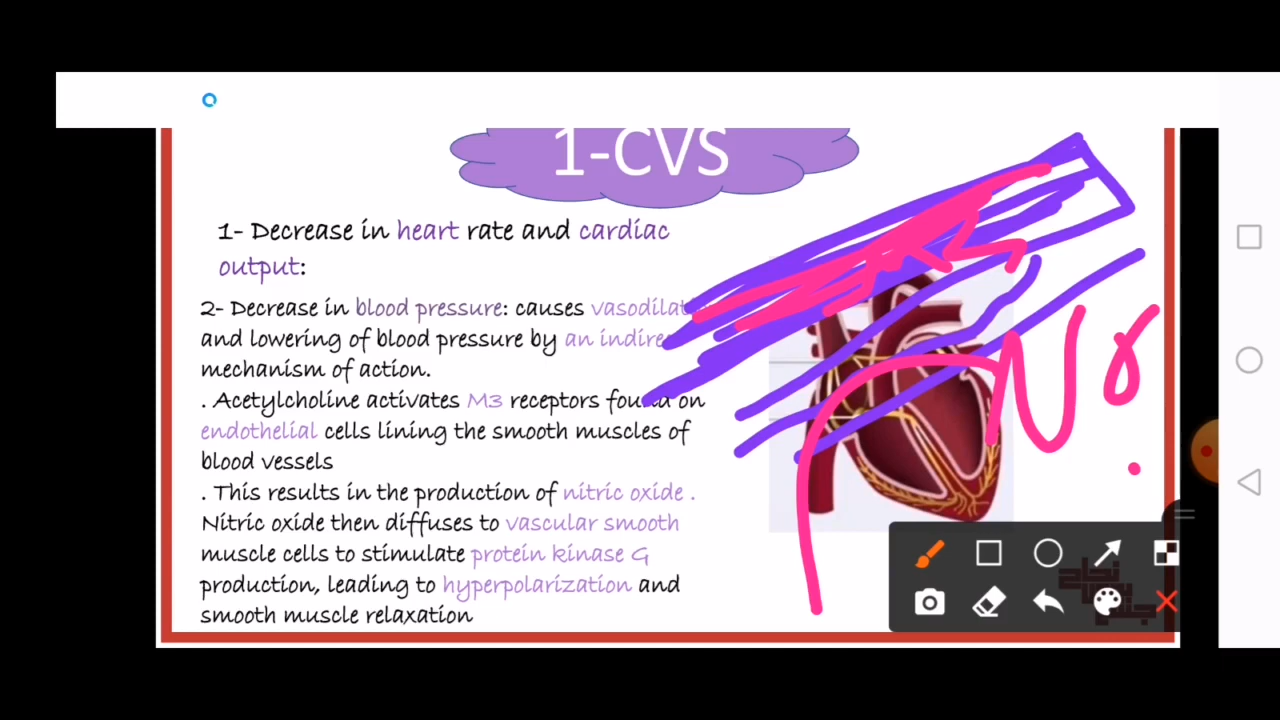 1-CVS
1- Decrease in heart rate and cardiac
output:
2- Decrease in blood pressure: causes
and lowering of blood pressure by an
mechanism of action.
. Acetylcholine activates M3 receptors found on
endothelial cells lining the smooth muscles of
blood vessels
. This results in the production of nitric oxide .
Nitric oxide then diffuses to vascular smooth
muscle cells to stimulate protein kinase G
production, leading to hyperpolarization and
smooth muscle relaxation